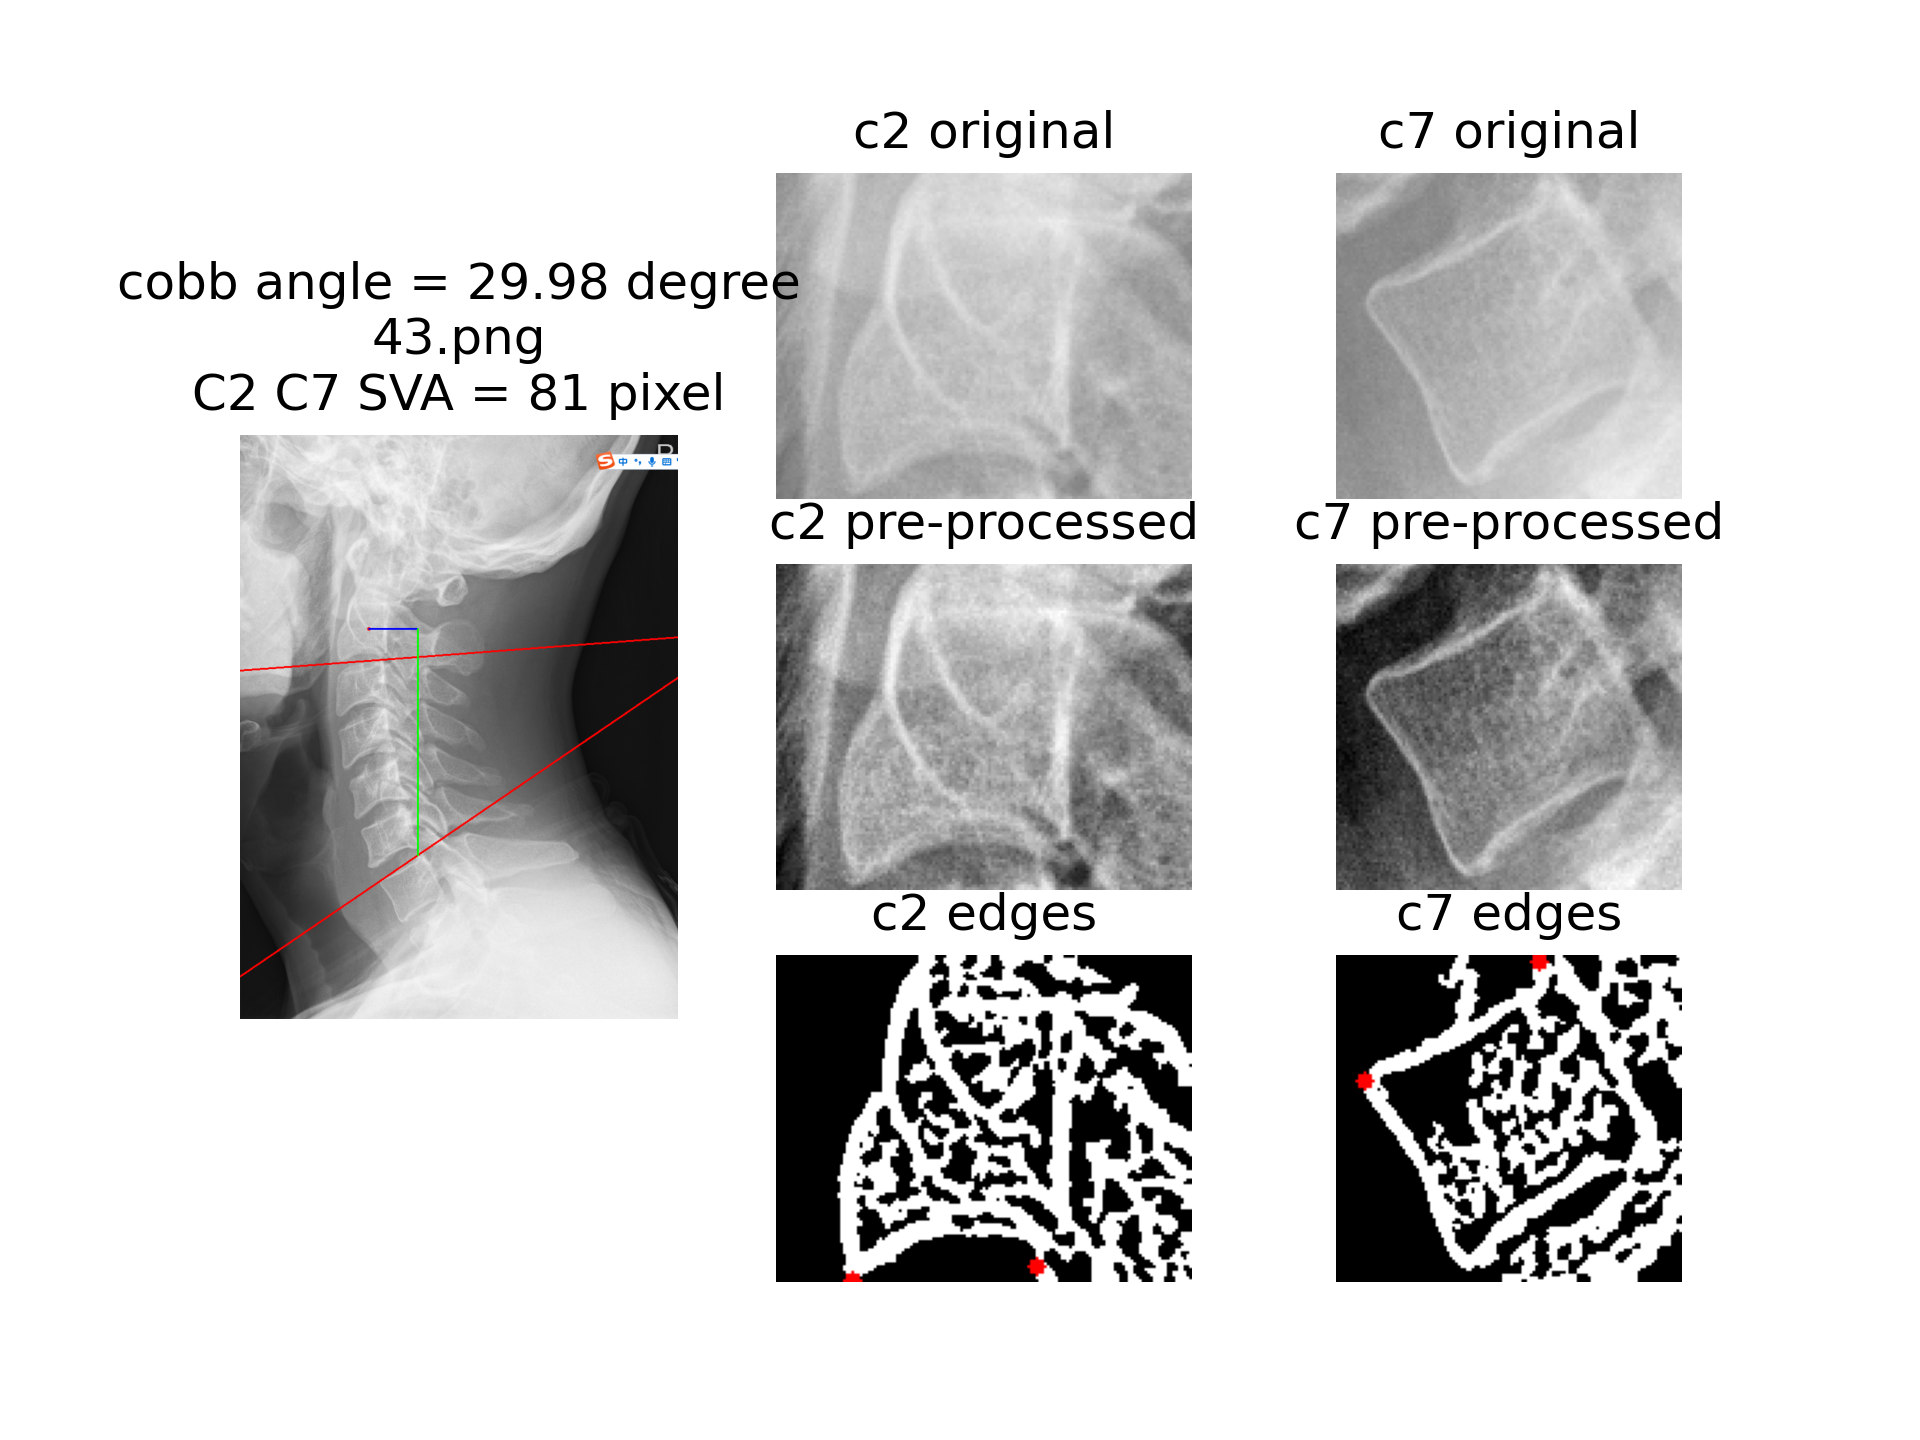 cobb angle = 29.98 degree
43.png
C2 C7 SVA = 81 pixel
S 中
c2 original
c7 original
c2 pre-processed
c7 pre-processed
c2 edges
c7 edges